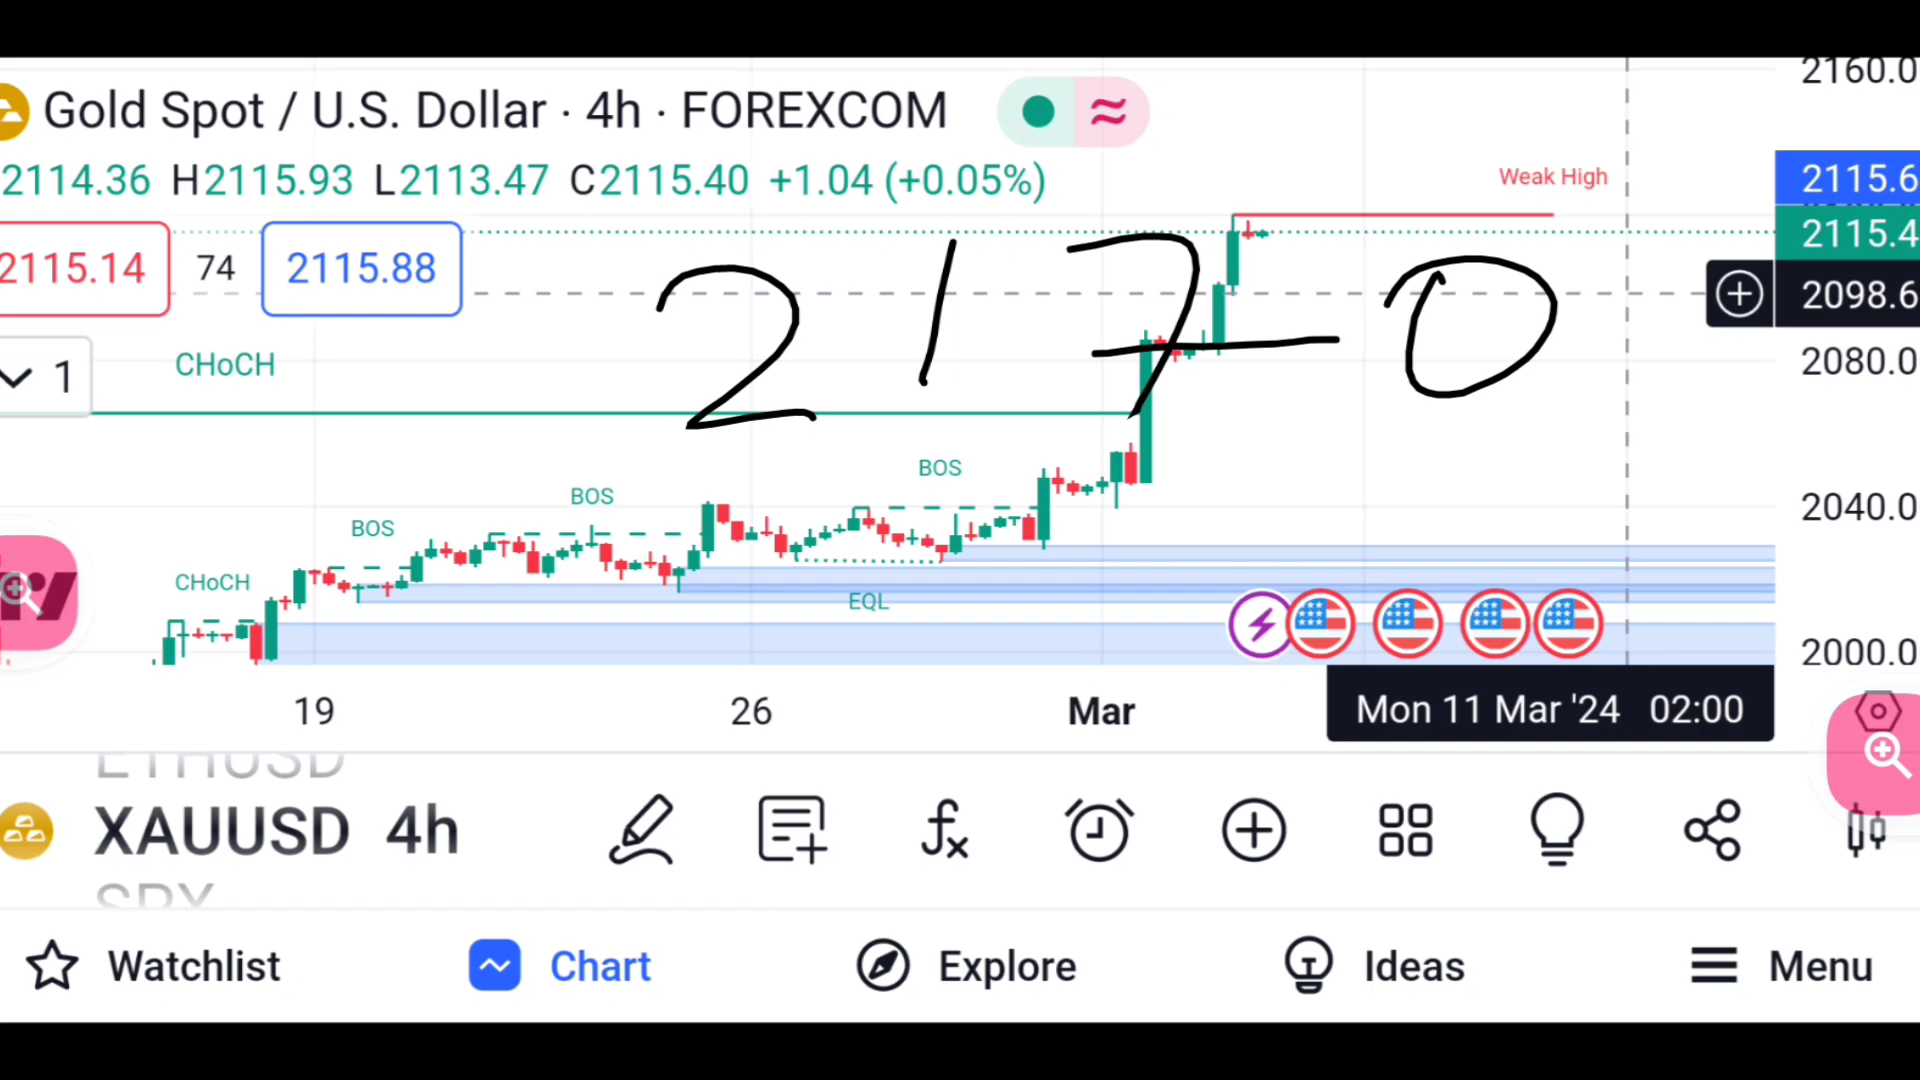 2160.0
Gold Spot / U.S. Dollar · 4h · FOREXCOM
2114.36 H2115.93 L2113.47 C2115.40 +1.04 (+0.05%)
Weak High
2115.6
2115.4
2115.14 74 2115.88
2170
2098.6
1
CHoCH
2080.0
BOS
BOS
BOS
2040.0
CHoCH
EQL
2000.0
19 26 Mar
Mon 11 Mar '24 02:00
ETHUSD
XAUUSD 4h
SPY
Watchlist Chart Explore Ideas Menu